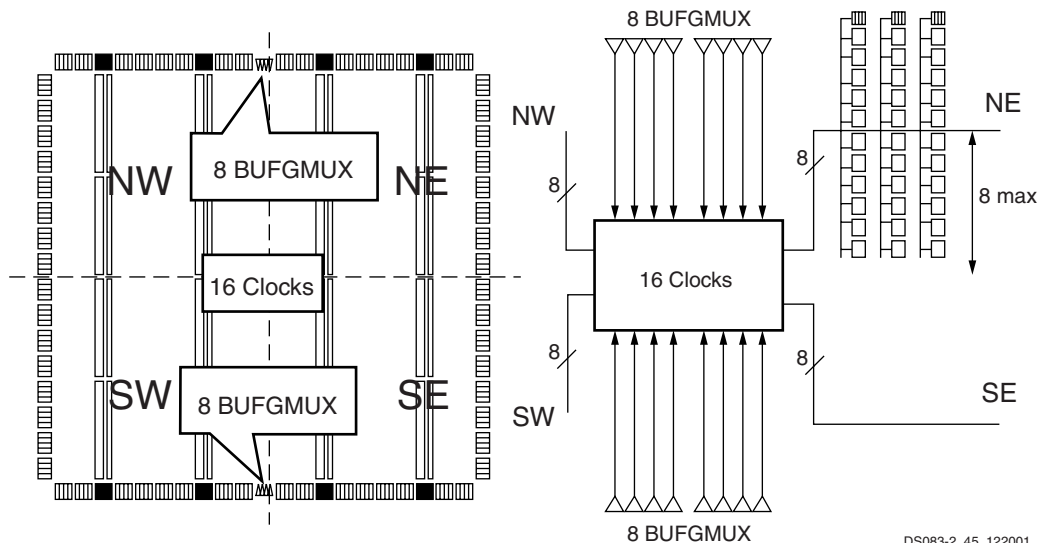 NW
NE
8 BUFGMUX
16 Clocks
SW
SE
8 BUFGMUX
8 BUFGMUX
NW
NE
8
8
8 max
16 Clocks
8
8
SW
SE
8 BUFGMUX
DS083-2_45_122001